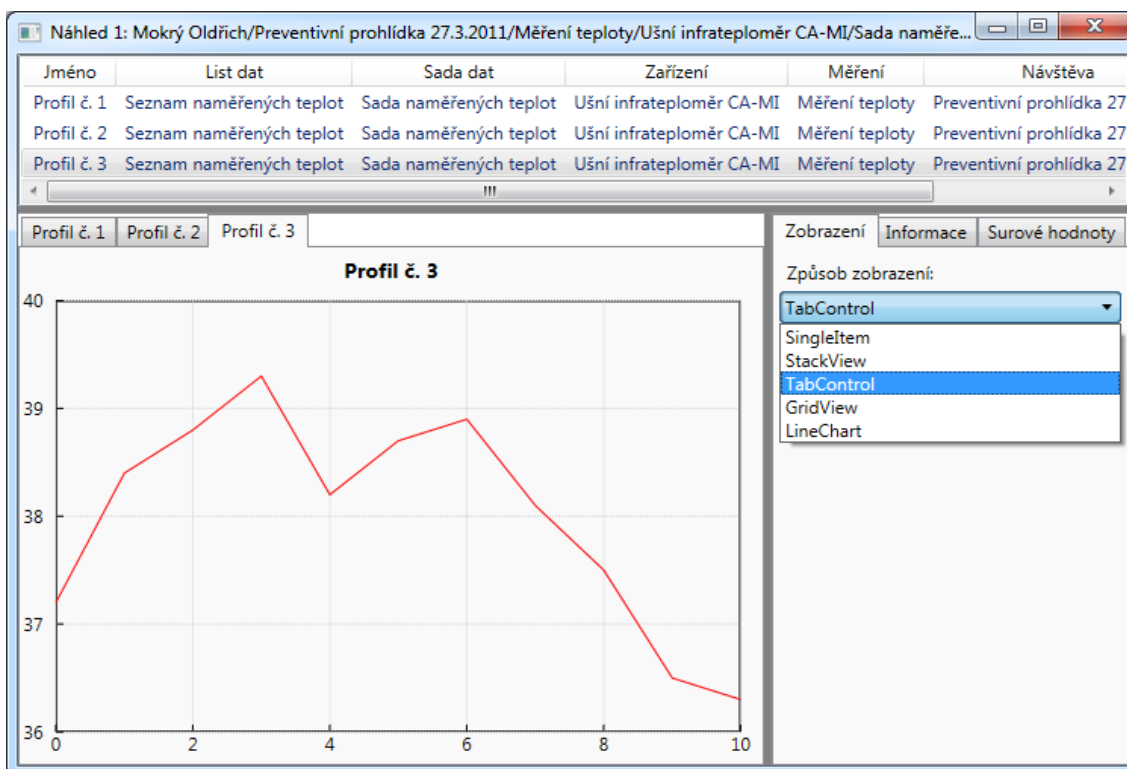 Náhled 1: Mokrý Oldřich/Preventivní prohlídka 27.3.2011/Měření teploty/Ušní infrateploměr CA-MI/Sada naměře...
Jméno List dat Sada dat Zařízení Měření Návštěva
Profil č. 1 Seznam naměřených teplot Sada naměřených teplot Ušní infrateploměr CA-MI Měření teploty Preventivní prohlídka 27
Profil č. 2 Seznam naměřených teplot Sada naměřených teplot Ušní infrateploměr CA-MI Měření teploty Preventivní prohlídka 27
Profil č. 3 Seznam naměřených teplot Sada naměřených teplot Ušní infrateploměr CA-MI Měření teploty Preventivní prohlídka 27
Profil č. 1 Profil č. 2 Profil č. 3
Profil č. 3
40
39
38
37
36
0 2 4 6 8 10
Zobrazení Informace Surové hodnoty
Způsob zobrazení:
TabControl
SingleItem
StackView
TabControl
GridView
LineChart